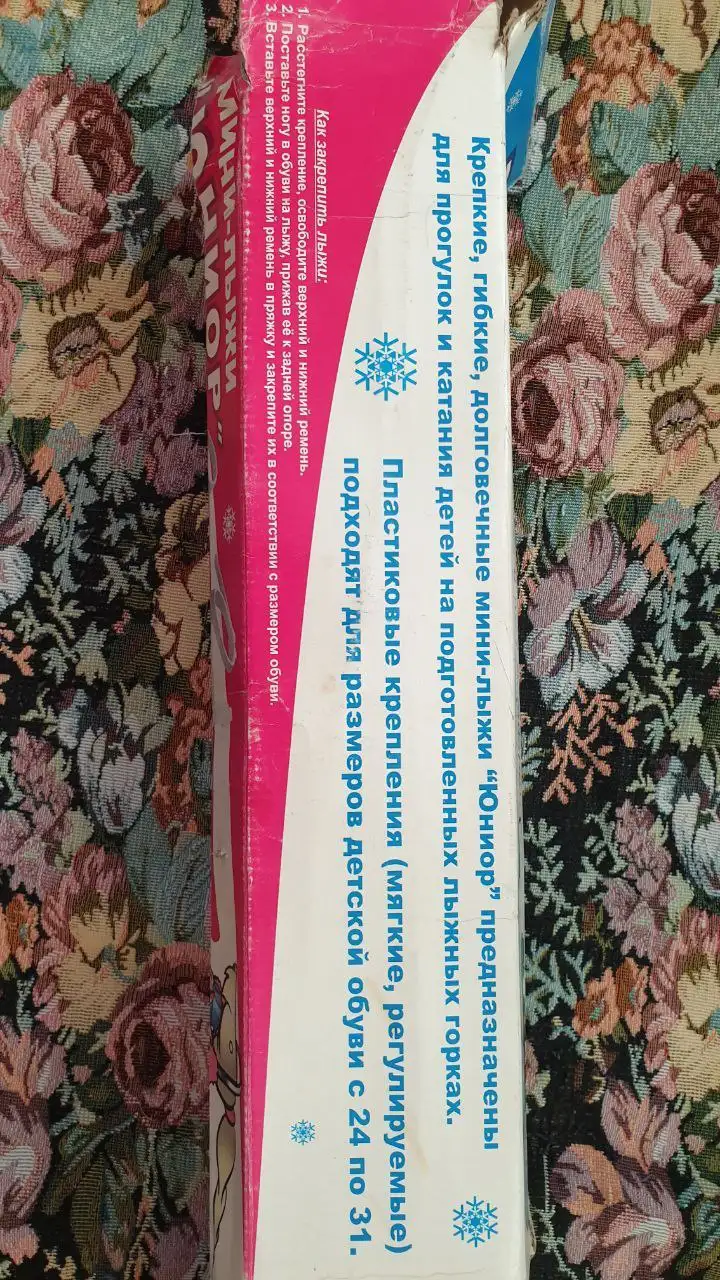 Крепкие, гибкие, долговечные мини-лыжи “Юниор” предназначены
для прогулок и катания детей на подготовленных лыжных горках.
Пластиковые крепления (мягкие, регулируемые)
подходят для размеров детской обуви с 24 по 31.
Как закрепить лыжи:
1. Расстегните крепление, освободите верхний и нижний ремень.
2. Поставьте ногу в обуви на лыжу, прижав её к задней опоре.
3. Вставьте верхний и нижний ремень в пряжку и закрепите их в соответствии с размером обуви.
МИНИ-ЛЫЖИ
“ЮНИОР”